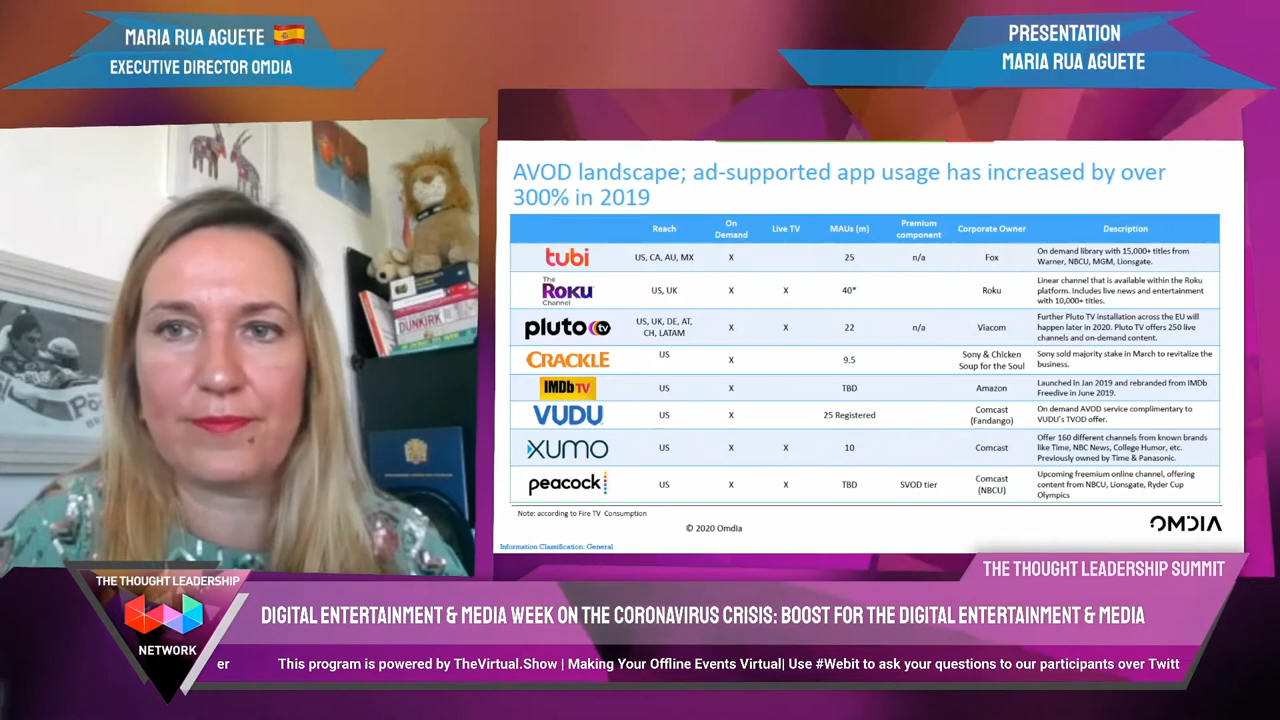 MARIA RUA AGUETE
EXECUTIVE DIRECTOR OMDIA
PRESENTATION
MARIA RUA AGUETE
DUNKIRK
AVOD landscape; ad-supported app usage has increased by over
300% in 2019
Reach On Demand Live TV MAUs (m) Premium component Corporate Owner Description
tubi US, CA, AU, MX X 25 n/a Fox On demand library with 15,000+ titles from
Warner, NBCU, MGM, Lionsgate.
The Roku Channel US, UK X X 40* Roku Linear channel that is available within the Roku
platform. Includes live news and entertainment
with 10,000+ titles.
pluto tv US, UK, DE, AT, CH, LATAM X X 22 n/a Viacom Further Pluto TV installation across the EU will
happen later in 2020. Pluto TV offers 250 live
channels and on-demand content.
CRACKLE US X 9.5 Sony & Chicken Soup for the Soul Sony sold majority stake in March to revitalize the
business.
IMDb TV US X TBD Amazon Launched in Jan 2019 and rebranded from IMDb
Freedive in June 2019.
VUDU US X 25 Registered Comcast (Fandango) On demand AVOD service complimentary to
VUDU's TVOD offer.
XUMO US X X 10 Comcast Offer 160 different channels from known brands
like Time, NBC News, College Humor, etc.
Previously owned by Time & Panasonic.
peacock US X X TBD SVOD tier Comcast (NBCU) Upcoming freemium online channel, offering
content from NBCU, Lionsgate, Ryder Cup
Olympics
Note: according to Fire TV Consumption
© 2020 Omdia
OMDIA
Information Classification: General
THE THOUGHT LEADERSHIP SUMMIT
THE THOUGHT LEADERSHIP
NETWORK
DIGITAL ENTERTAINMENT & MEDIA WEEK ON THE CORONAVIRUS CRISIS: BOOST FOR THE DIGITAL ENTERTAINMENT & MEDIA
er This program is powered by TheVirtual.Show | Making Your Offline Events Virtual| Use #Webit to ask your questions to our participants over Twitt